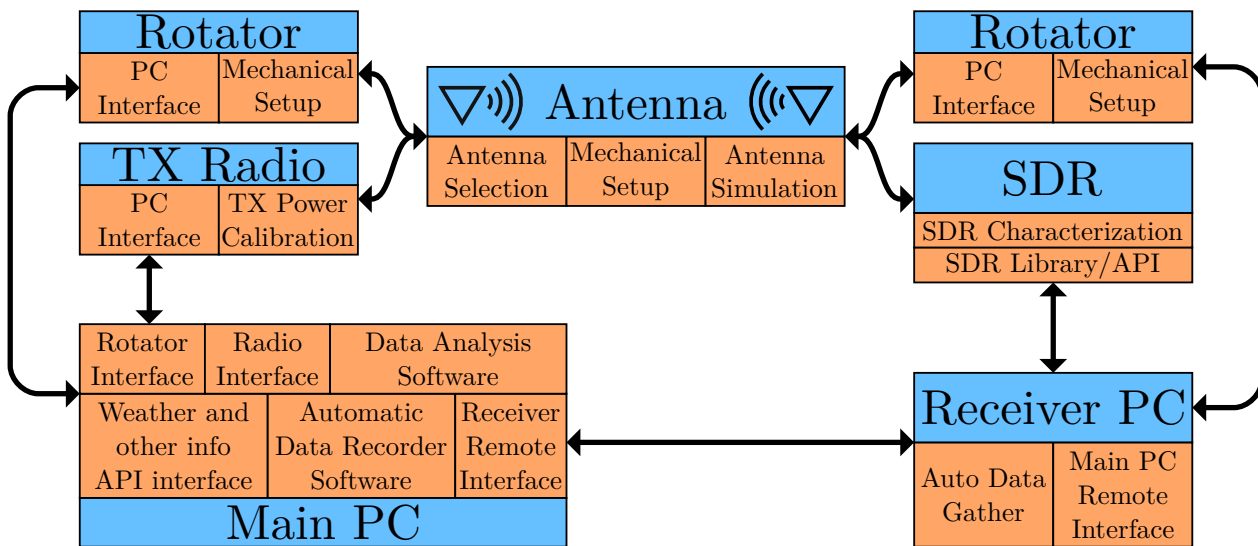 Rotator
PC
Interface
Mechanical
Setup
TX Radio
PC
Interface
TX Power
Calibration
Antenna
Antenna
Selection
Mechanical
Setup
Antenna
Simulation
Rotator
PC
Interface
Mechanical
Setup
SDR
SDR Characterization
SDR Library/API
Rotator
Interface
Radio
Interface
Data Analysis
Software
Weather and
other info
API interface
Automatic
Data Recorder
Software
Receiver
Remote
Interface
Main PC
Receiver PC
Auto Data
Gather
Main PC
Remote
Interface